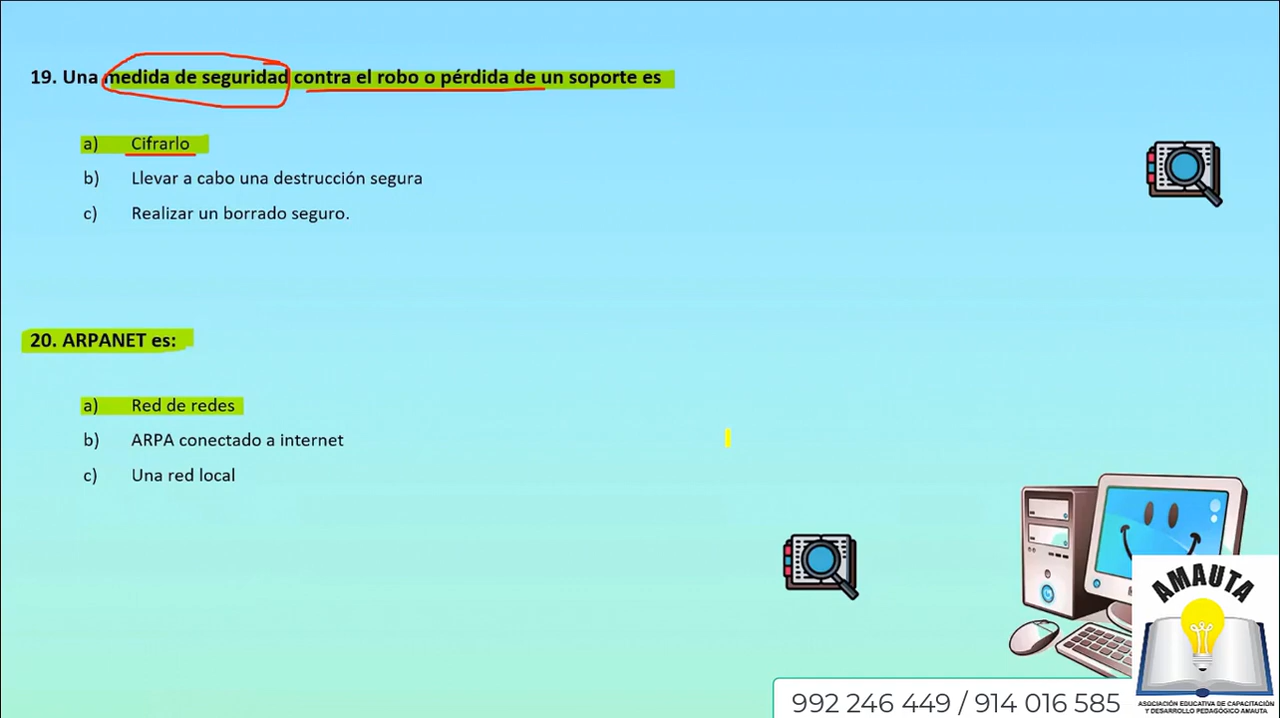 19. Una medida de seguridad contra el robo o pérdida de un soporte es
a) Cifrarlo
b) Llevar a cabo una destrucción segura
c) Realizar un borrado seguro.
20. ARPANET es:
a) Red de redes
b) ARPA conectado a internet
c) Una red local
AMAUTA
ASOCIACIÓN EDUCATIVA DE CAPACITACIÓN
Y DESARROLLO PEDAGÓGICO AMAUTA
992 246 449 / 914 016 585